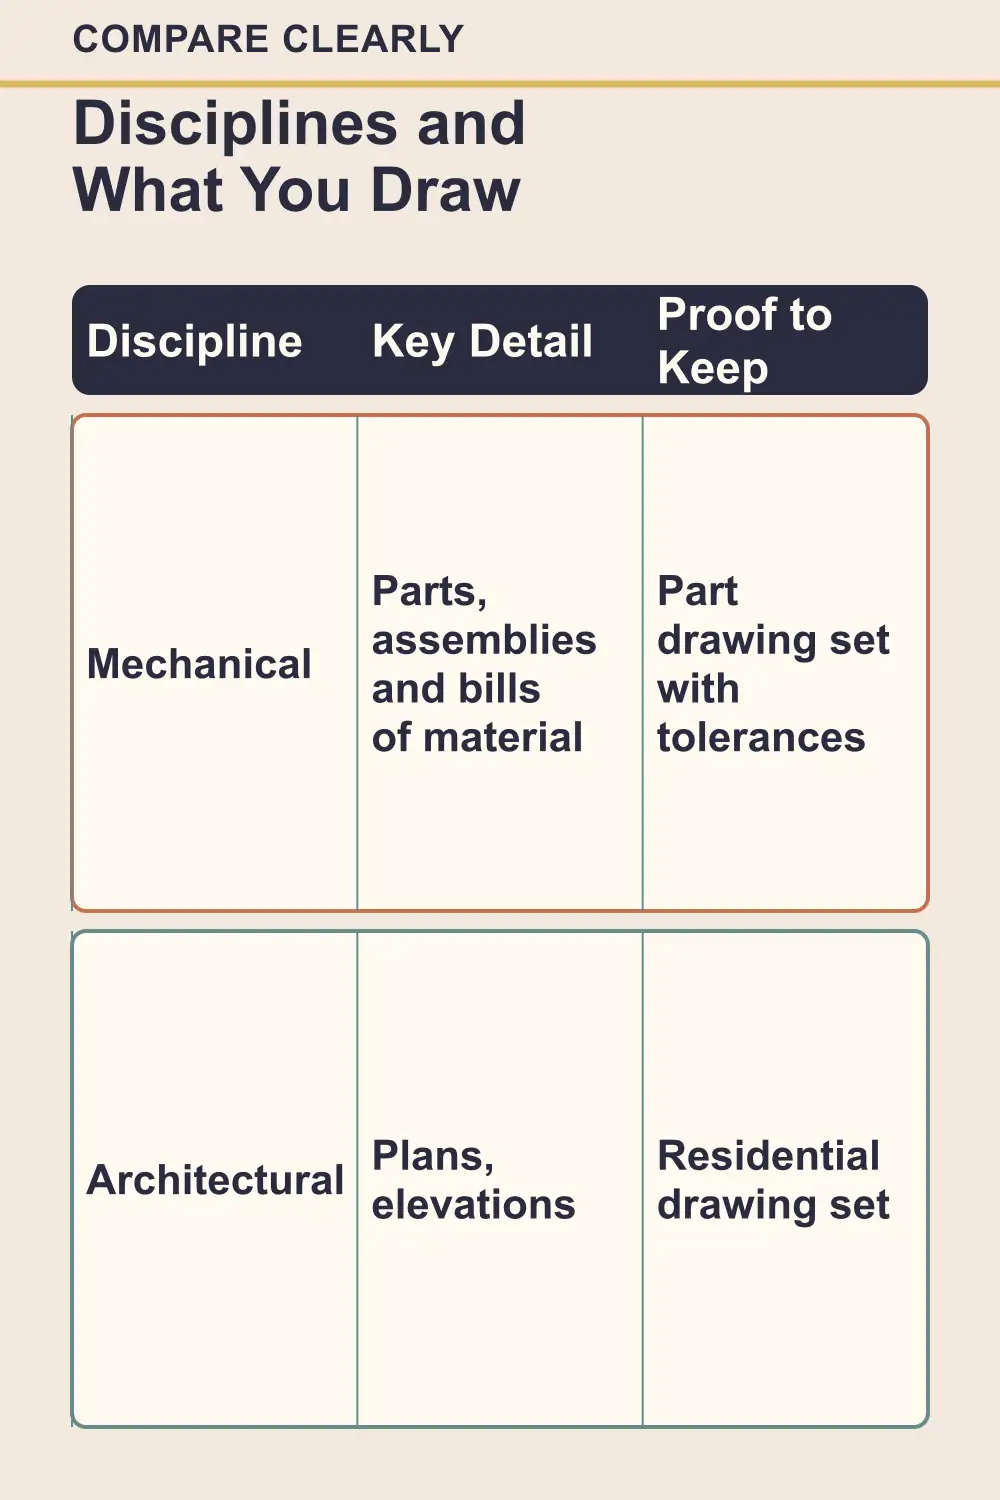 COMPARE CLEARLY
Disciplines and
What You Draw
Discipline
Key Detail
Proof to
Keep
Mechanical
Parts,
assemblies
and bills
of material
Part
drawing set
with
tolerances
Architectural
Plans,
elevations
Residential
drawing set